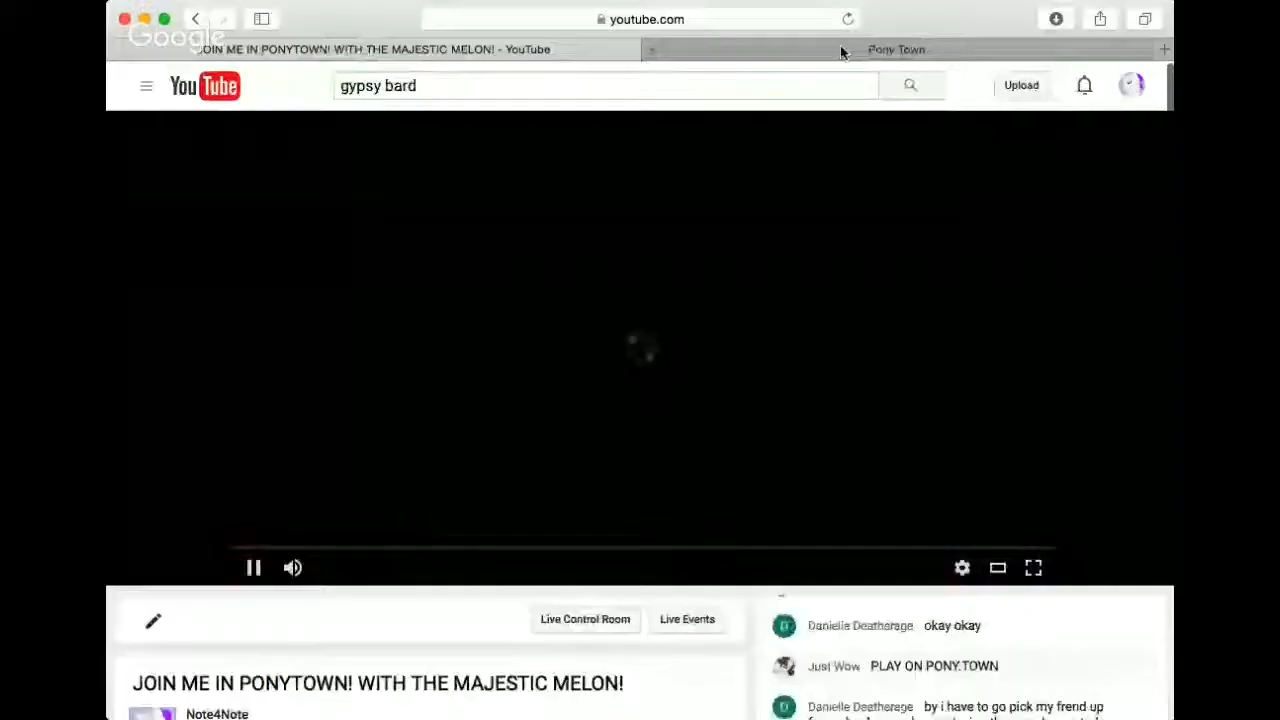 Google
youtube.com
JOIN ME IN PONYTOWN! WITH THE MAJESTIC MELON! - YouTube
Pony Town
YouTube
gypsy bard
Upload
Live Control Room
Live Events
Danielle Deatherage okay okay
Just Wow PLAY ON PONY.TOWN
JOIN ME IN PONYTOWN! WITH THE MAJESTIC MELON!
Danielle Deatherage by i have to go pick my frend up
Note4Note